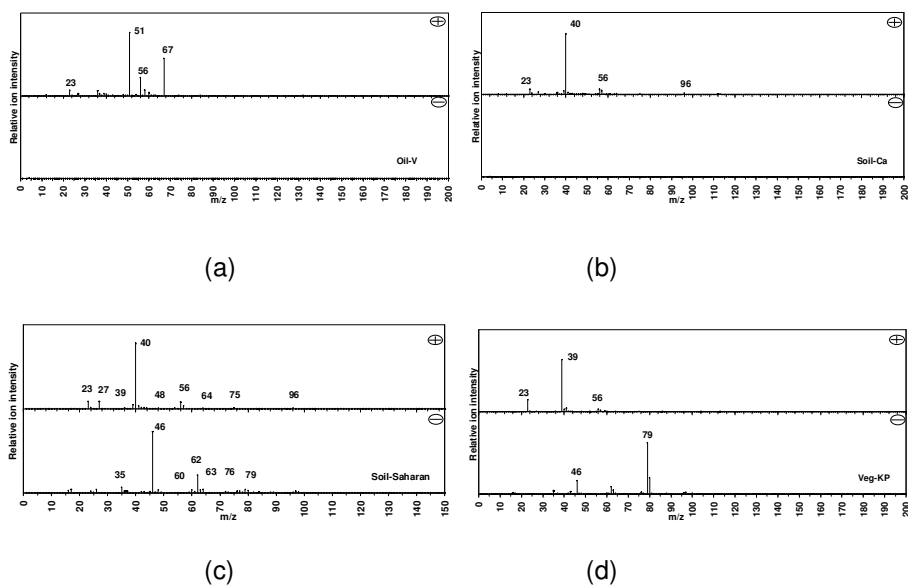 Relative ion intensity
51
67
56
23
+
−
Oil-V
0 10 20 30 40 50 60 70 80 90 100 110 120 130 140 150 160 170 180 190 200
m/z
(a)
Relative ion intensity
40
23
56
96
+
−
Soil-Ca
0 10 20 30 40 50 60 70 80 90 100 110 120 130 140 150 160 170 180 190 200
m/z
(b)
Relative ion intensity
40
23 27 39 48 56 64 75 96
+
−
46
62
35 60 63 76 79
Soil-Saharan
0 10 20 30 40 50 60 70 80 90 100 110 120 130 140 150
m/z
(c)
Relative ion intensity
39
23
56
+
−
79
46
Veg-KP
0 10 20 30 40 50 60 70 80 90 100 110 120 130 140 150 160 170 180 190 200
m/z
(d)